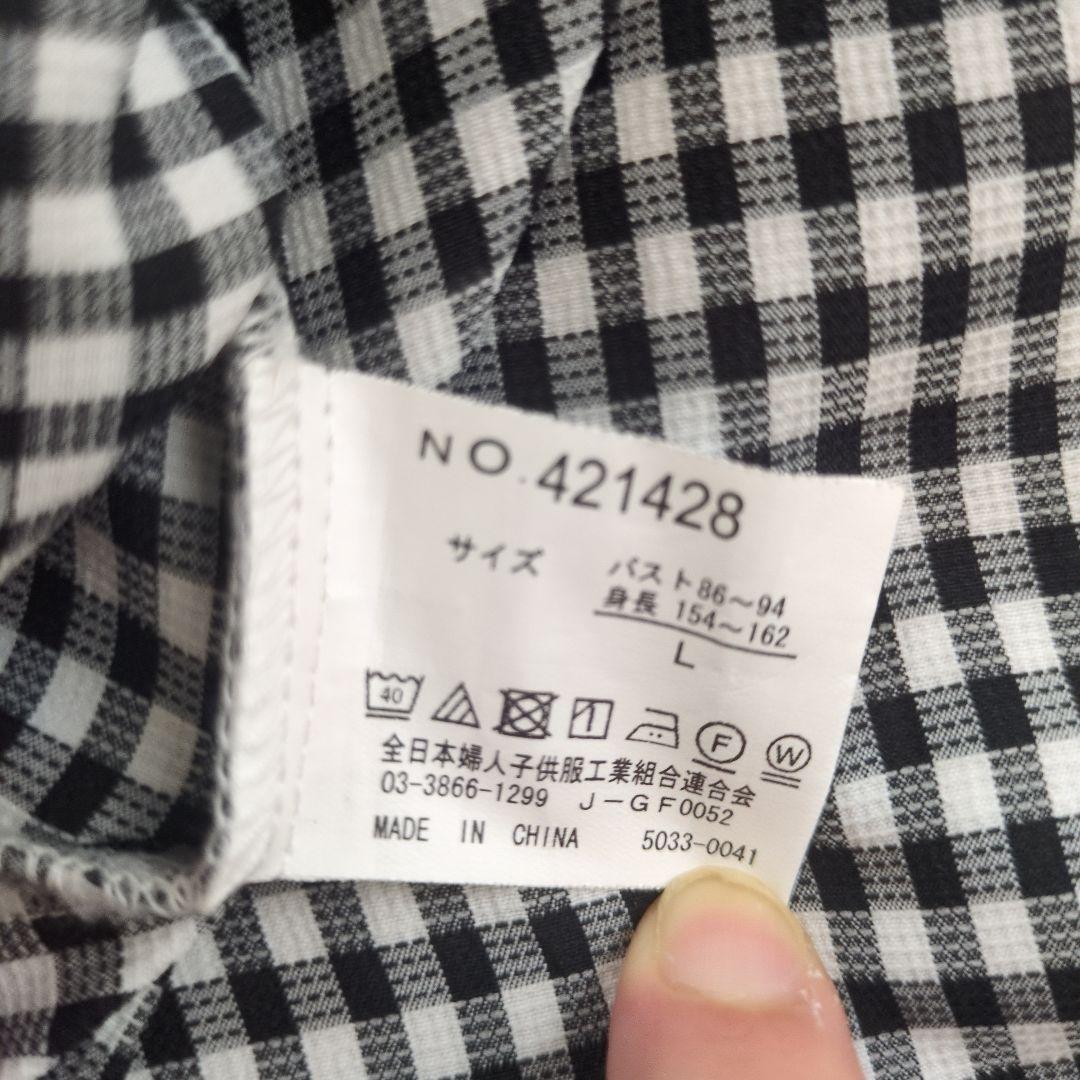 NO.421428
サイズ バスト86～94
身長 154～162
L
40 F W
全日本婦人子供服工業組合連合会
03-3866-1299 J-GF0052
MADE IN CHINA 5033-0041